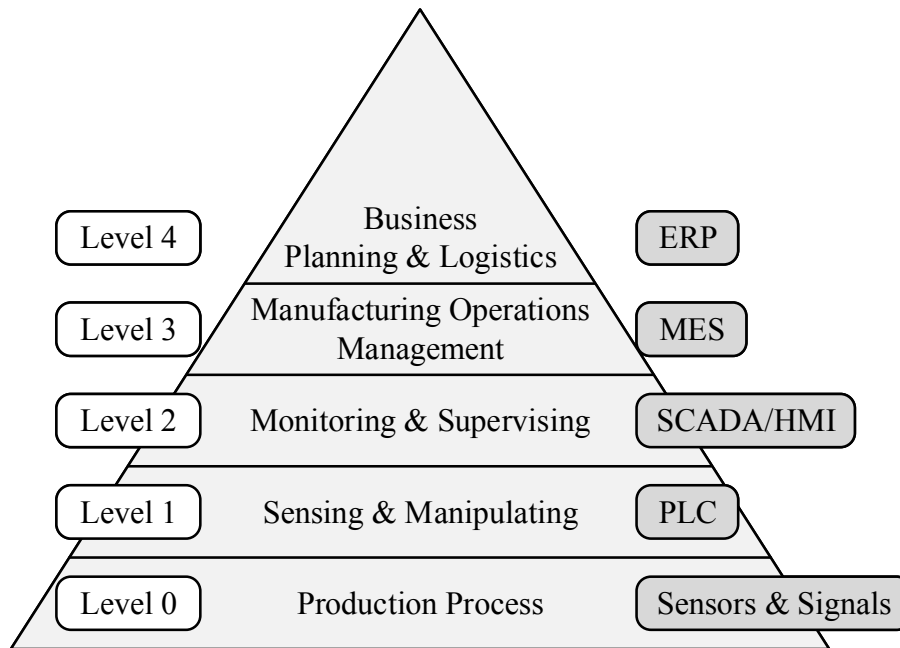 Level 4
Business
Planning & Logistics
ERP
Level 3
Manufacturing Operations
Management
MES
Level 2
Monitoring & Supervising
SCADA/HMI
Level 1
Sensing & Manipulating
PLC
Level 0
Production Process
Sensors & Signals